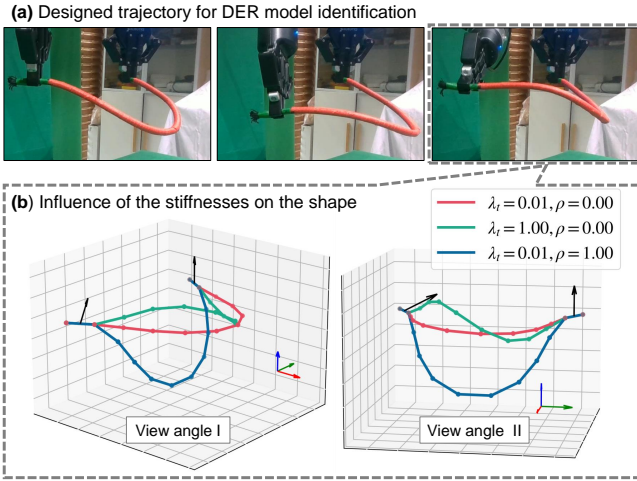 (a) Designed trajectory for DER model identification
(b) Influence of the stiffnesses on the shape
λₜ = 0.01, ρ = 0.00
λₜ = 1.00, ρ = 0.00
λₜ = 0.01, ρ = 1.00
View angle I
View angle II